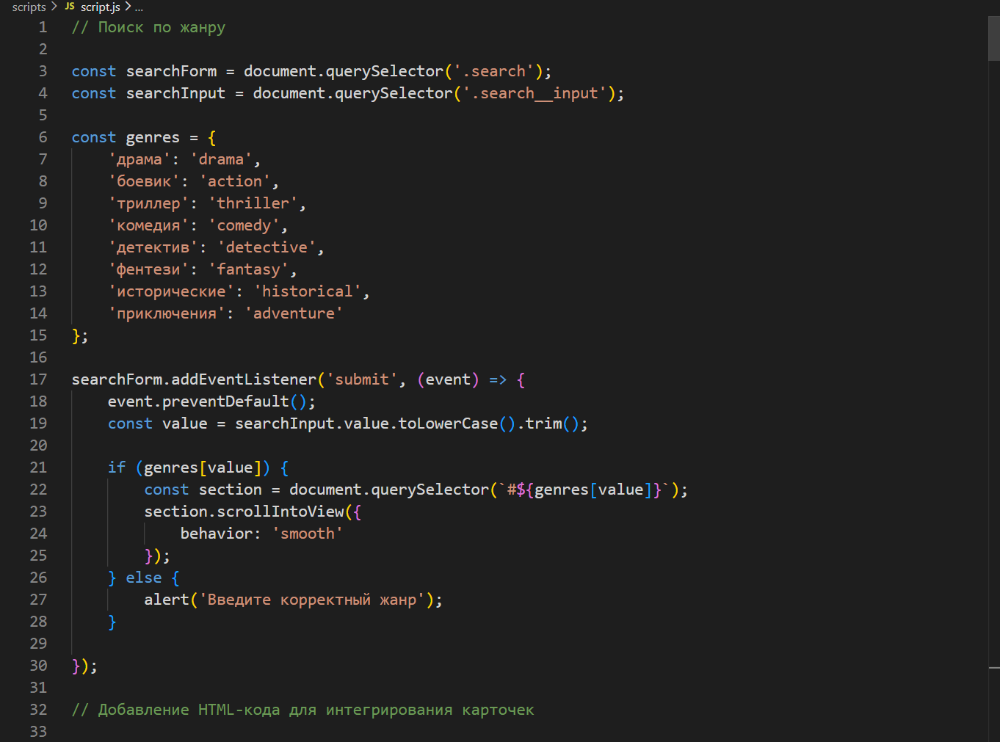 scripts > JS script.js > ...
1 // Поиск по жанру
2
3 const searchForm = document.querySelector('.search');
4 const searchInput = document.querySelector('.search__input');
5
6 const genres = {
7     'драма': 'drama',
8     'боевик': 'action',
9     'триллер': 'thriller',
10     'комедия': 'comedy',
11     'детектив': 'detective',
12     'фентези': 'fantasy',
13     'исторические': 'historical',
14     'приключения': 'adventure'
15 };
16
17 searchForm.addEventListener('submit', (event) => {
18     event.preventDefault();
19     const value = searchInput.value.toLowerCase().trim();
20
21     if (genres[value]) {
22         const section = document.querySelector(`#${genres[value]}`);
23         section.scrollIntoView({
24             behavior: 'smooth'
25         });
26     } else {
27         alert('Введите корректный жанр');
28     }
29
30 });
31
32 // Добавление HTML-кода для интегрирования карточек
33